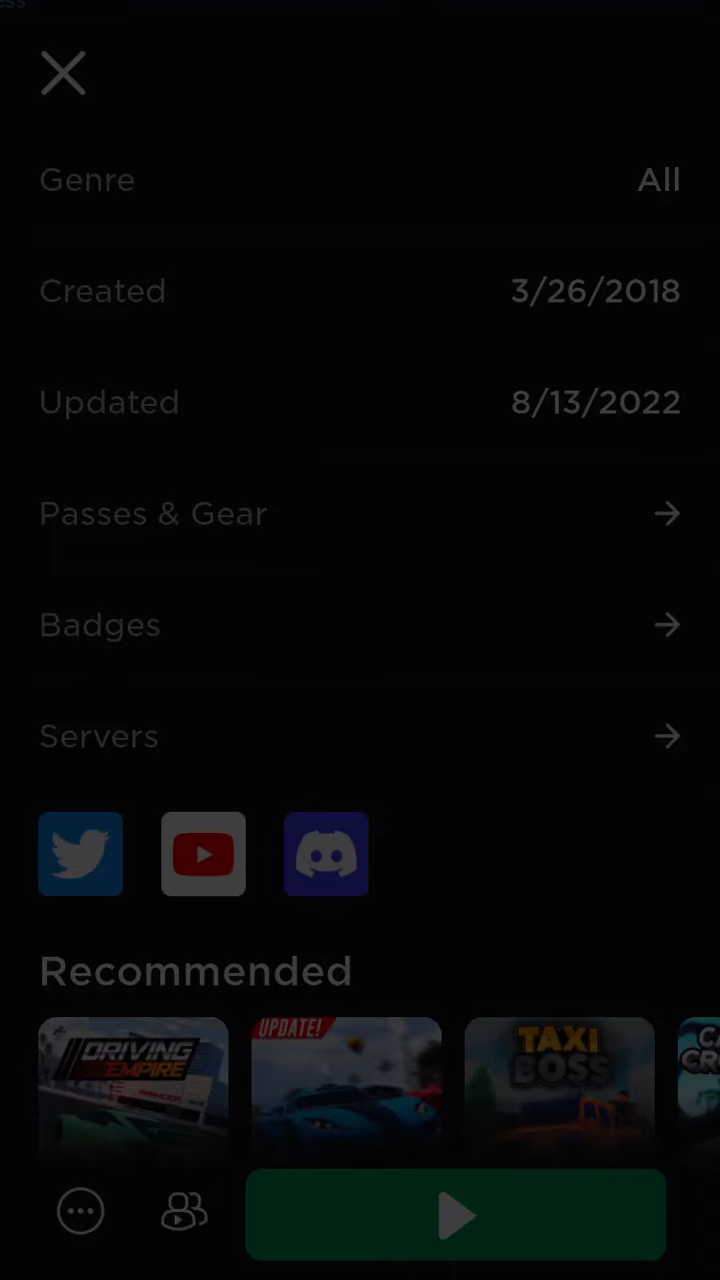 ess
Genre All
Created 3/26/2018
Updated 8/13/2022
Passes & Gear
Badges
Servers
Recommended
DRIVING
EMPIRE
UPDATE!
TAXI
BOSS